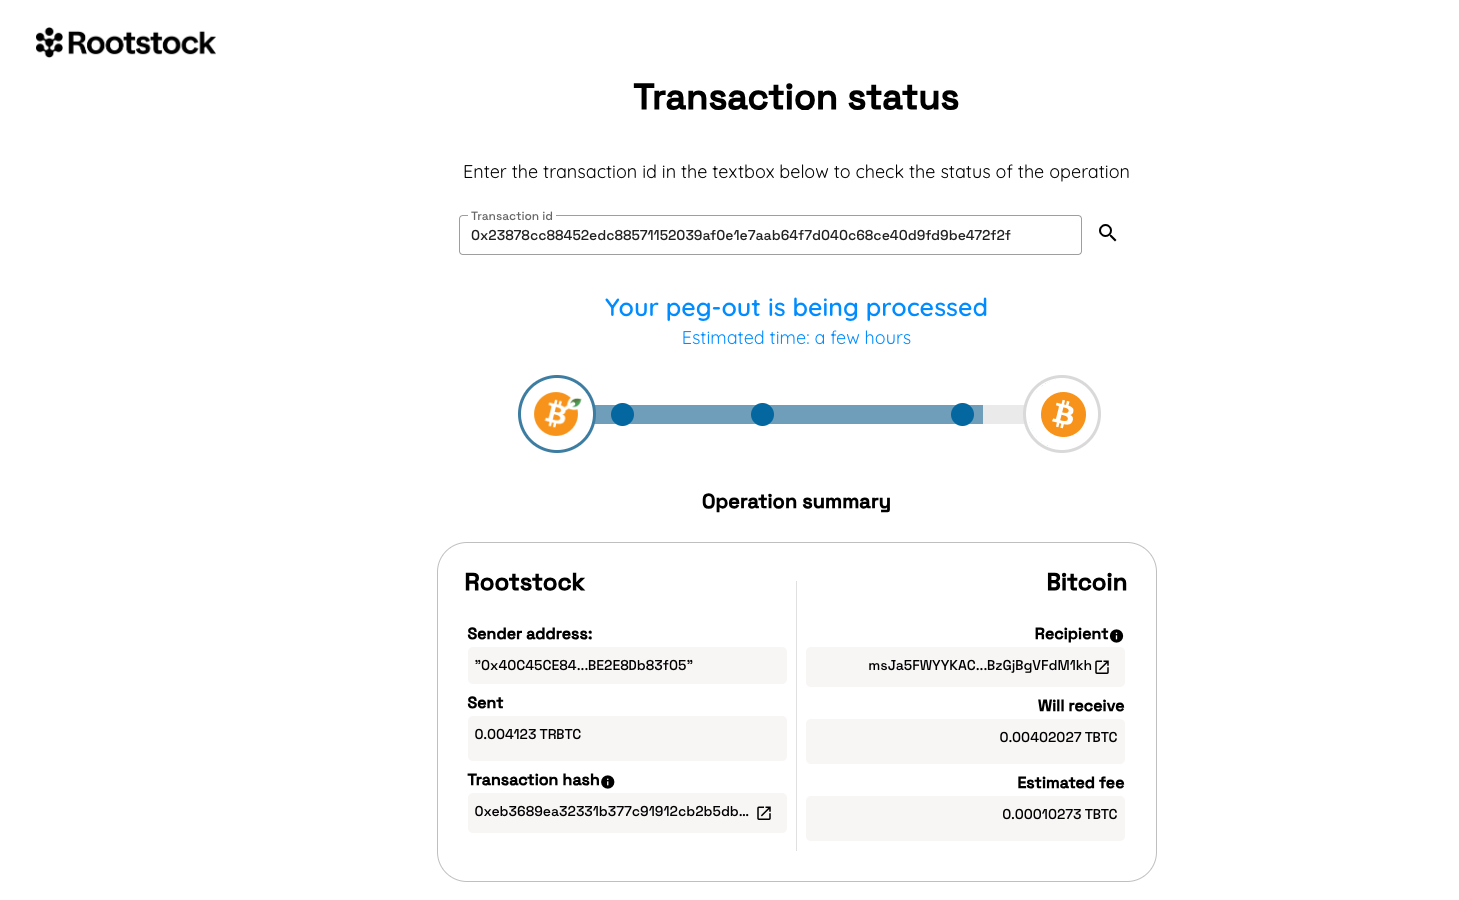 Rootstock
Transaction status
Enter the transaction id in the textbox below to check the status of the operation
Transaction id
0x23878cc88452edc88571152039af0e1e7aab64f7d040c68ce40d9fd9be472f2f
Your peg-out is being processed
Estimated time: a few hours
Operation summary
Rootstock
Sender address:
"0x40C45CE84...BE2E8Db83f05"
Sent
0.004123 TRBTC
Transaction hash
0xeb3689ea32331b377c91912cb2b5db...
Bitcoin
Recipient
msJa5FWYYKAC...BzGjBgVFdM1kh
Will receive
0.00402027 TBTC
Estimated fee
0.00010273 TBTC